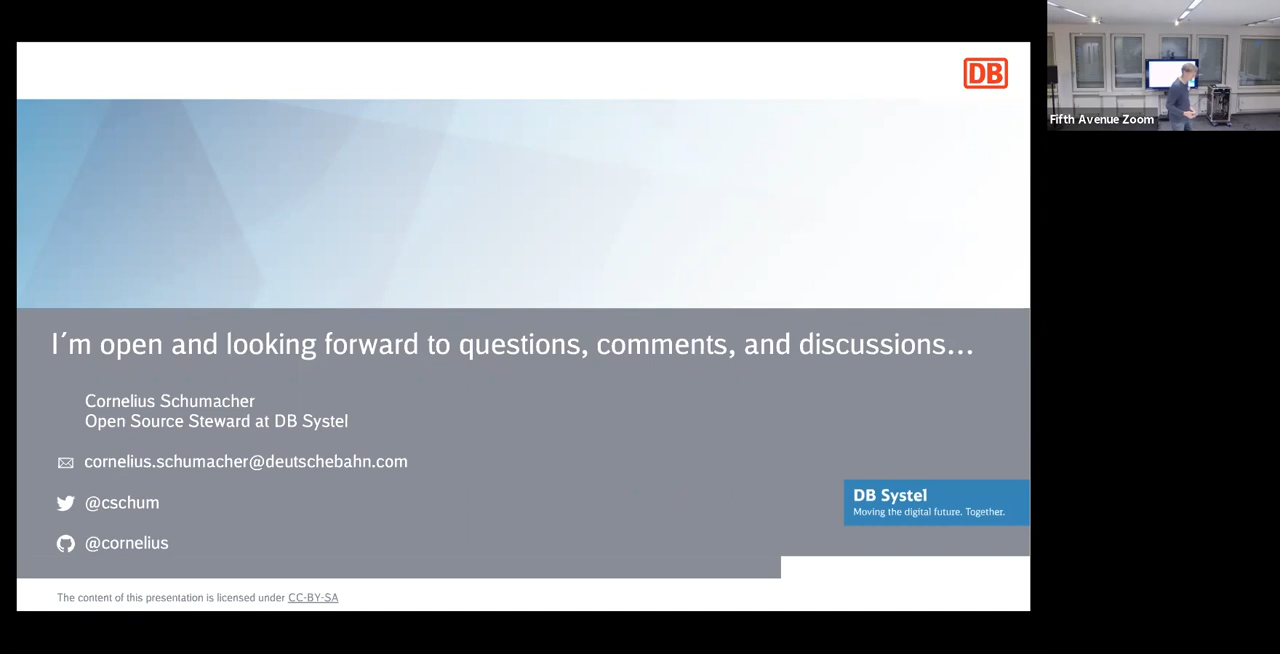 DB
Fifth Avenue Zoom
I´m open and looking forward to questions, comments, and discussions...
Cornelius Schumacher
Open Source Steward at DB Systel
cornelius.schumacher@deutschebahn.com
@cschum
@cornelius
DB Systel
Moving the digital future. Together.
The content of this presentation is licensed under CC-BY-SA